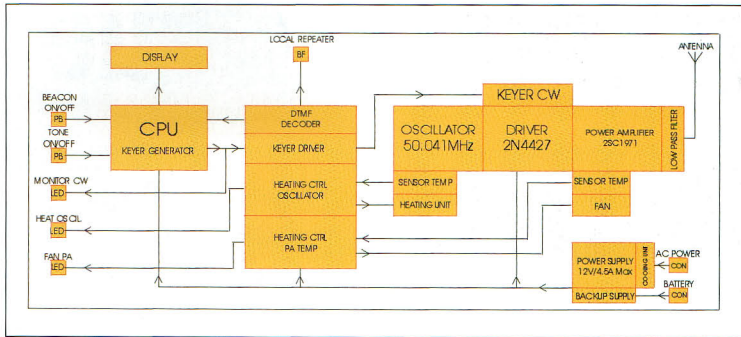 LOCAL REPEATER
BF
ANTENNA
DISPLAY
BEACON
ON/OFF
PB
TONE
ON/OFF
PB
CPU
KEYER GENERATOR
DTMF
DECODER
KEYER DRIVER
HEATING CTRL
OSCILLATOR
HEATING CTRL
PA TEMP
KEYER CW
OSCILLATOR
50.041MHz
DRIVER
2N4427
POWER AMPLIFIER
2SC1971
LOW PASS FILTER
SENSOR TEMP
HEATING UNIT
SENSOR TEMP
FAN
MONITOR CW
LED
HEAT OSCIL.
LED
FAN PA
LED
POWER SUPPLY
12V/4.5A Max
COOLING UNIT
BACKUP SUPPLY
AC POWER
CON
BATTERY
CON